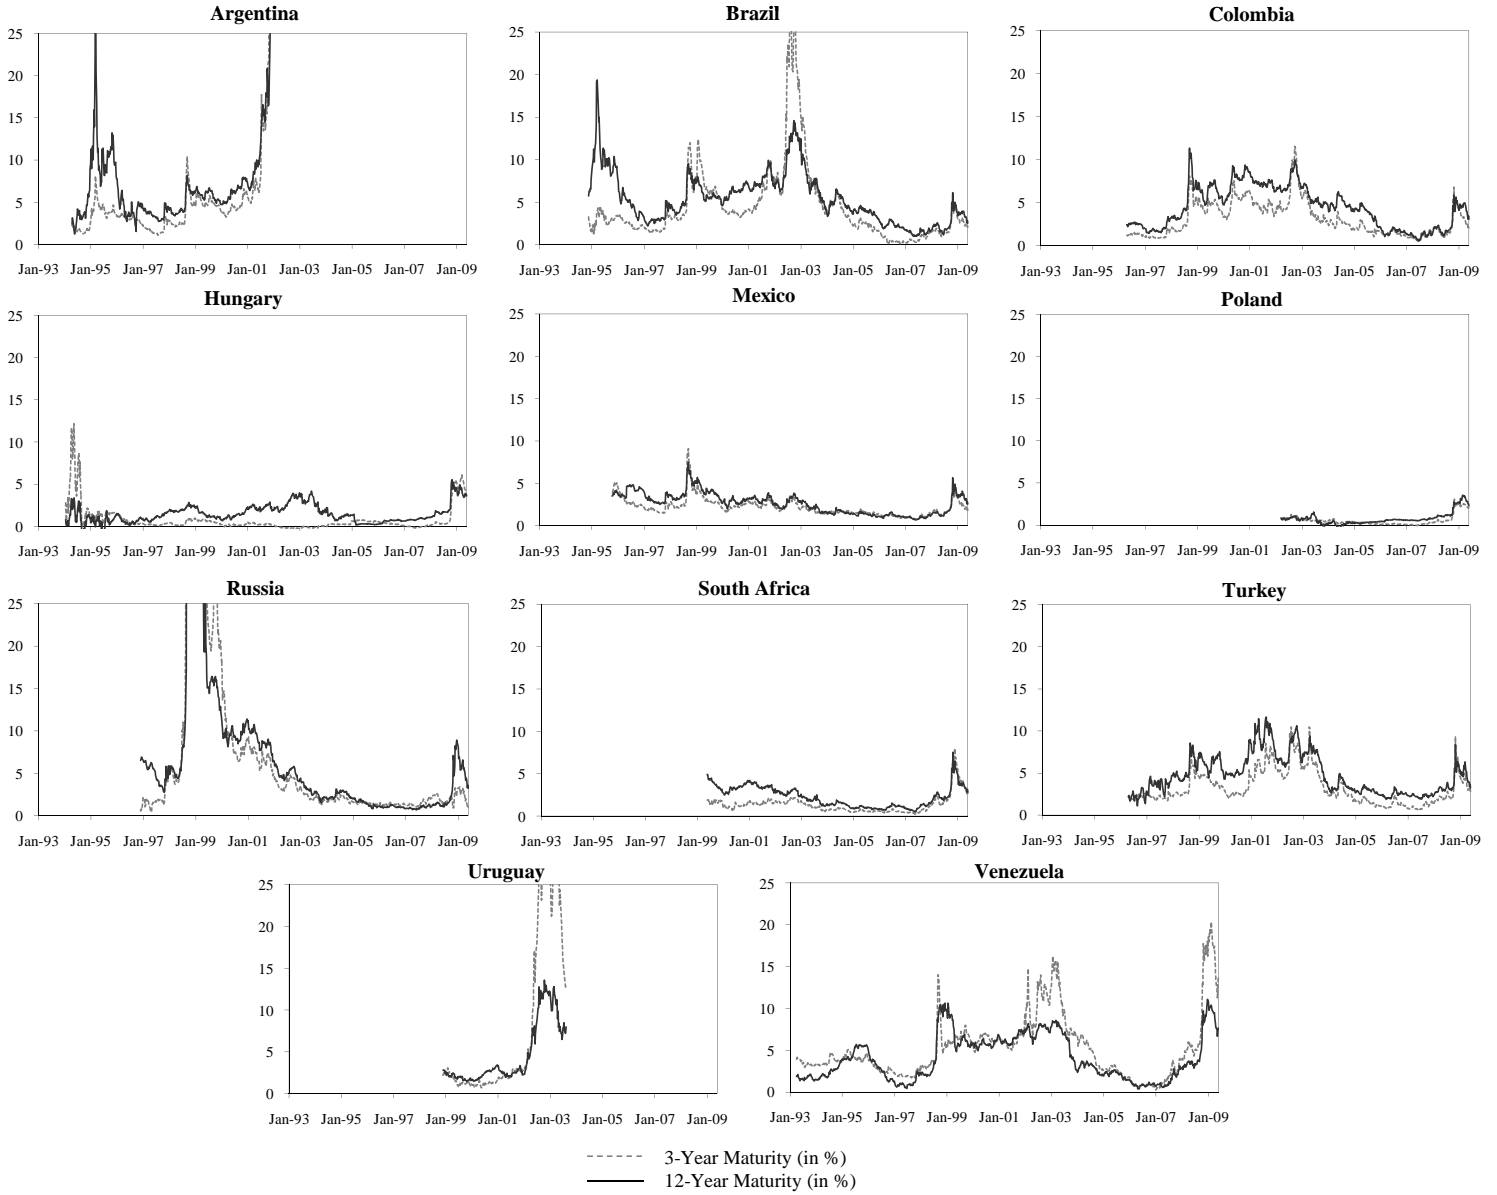 Argentina
25
20
15
10
5
0
Jan-93 Jan-95 Jan-97 Jan-99 Jan-01 Jan-03 Jan-05 Jan-07 Jan-09
Brazil
25
20
15
10
5
0
Jan-93 Jan-95 Jan-97 Jan-99 Jan-01 Jan-03 Jan-05 Jan-07 Jan-09
Colombia
25
20
15
10
5
0
Jan-93 Jan-95 Jan-97 Jan-99 Jan-01 Jan-03 Jan-05 Jan-07 Jan-09
Hungary
25
20
15
10
5
0
Jan-93 Jan-95 Jan-97 Jan-99 Jan-01 Jan-03 Jan-05 Jan-07 Jan-09
Mexico
25
20
15
10
5
0
Jan-93 Jan-95 Jan-97 Jan-99 Jan-01 Jan-03 Jan-05 Jan-07 Jan-09
Poland
25
20
15
10
5
0
Jan-93 Jan-95 Jan-97 Jan-99 Jan-01 Jan-03 Jan-05 Jan-07 Jan-09
Russia
25
20
15
10
5
0
Jan-93 Jan-95 Jan-97 Jan-99 Jan-01 Jan-03 Jan-05 Jan-07 Jan-09
South Africa
25
20
15
10
5
0
Jan-93 Jan-95 Jan-97 Jan-99 Jan-01 Jan-03 Jan-05 Jan-07 Jan-09
Turkey
25
20
15
10
5
0
Jan-93 Jan-95 Jan-97 Jan-99 Jan-01 Jan-03 Jan-05 Jan-07 Jan-09
Uruguay
25
20
15
10
5
0
Jan-93 Jan-95 Jan-97 Jan-99 Jan-01 Jan-03 Jan-05 Jan-07 Jan-09
Venezuela
25
20
15
10
5
0
Jan-93 Jan-95 Jan-97 Jan-99 Jan-01 Jan-03 Jan-05 Jan-07 Jan-09
3-Year Maturity (in %)
12-Year Maturity (in %)